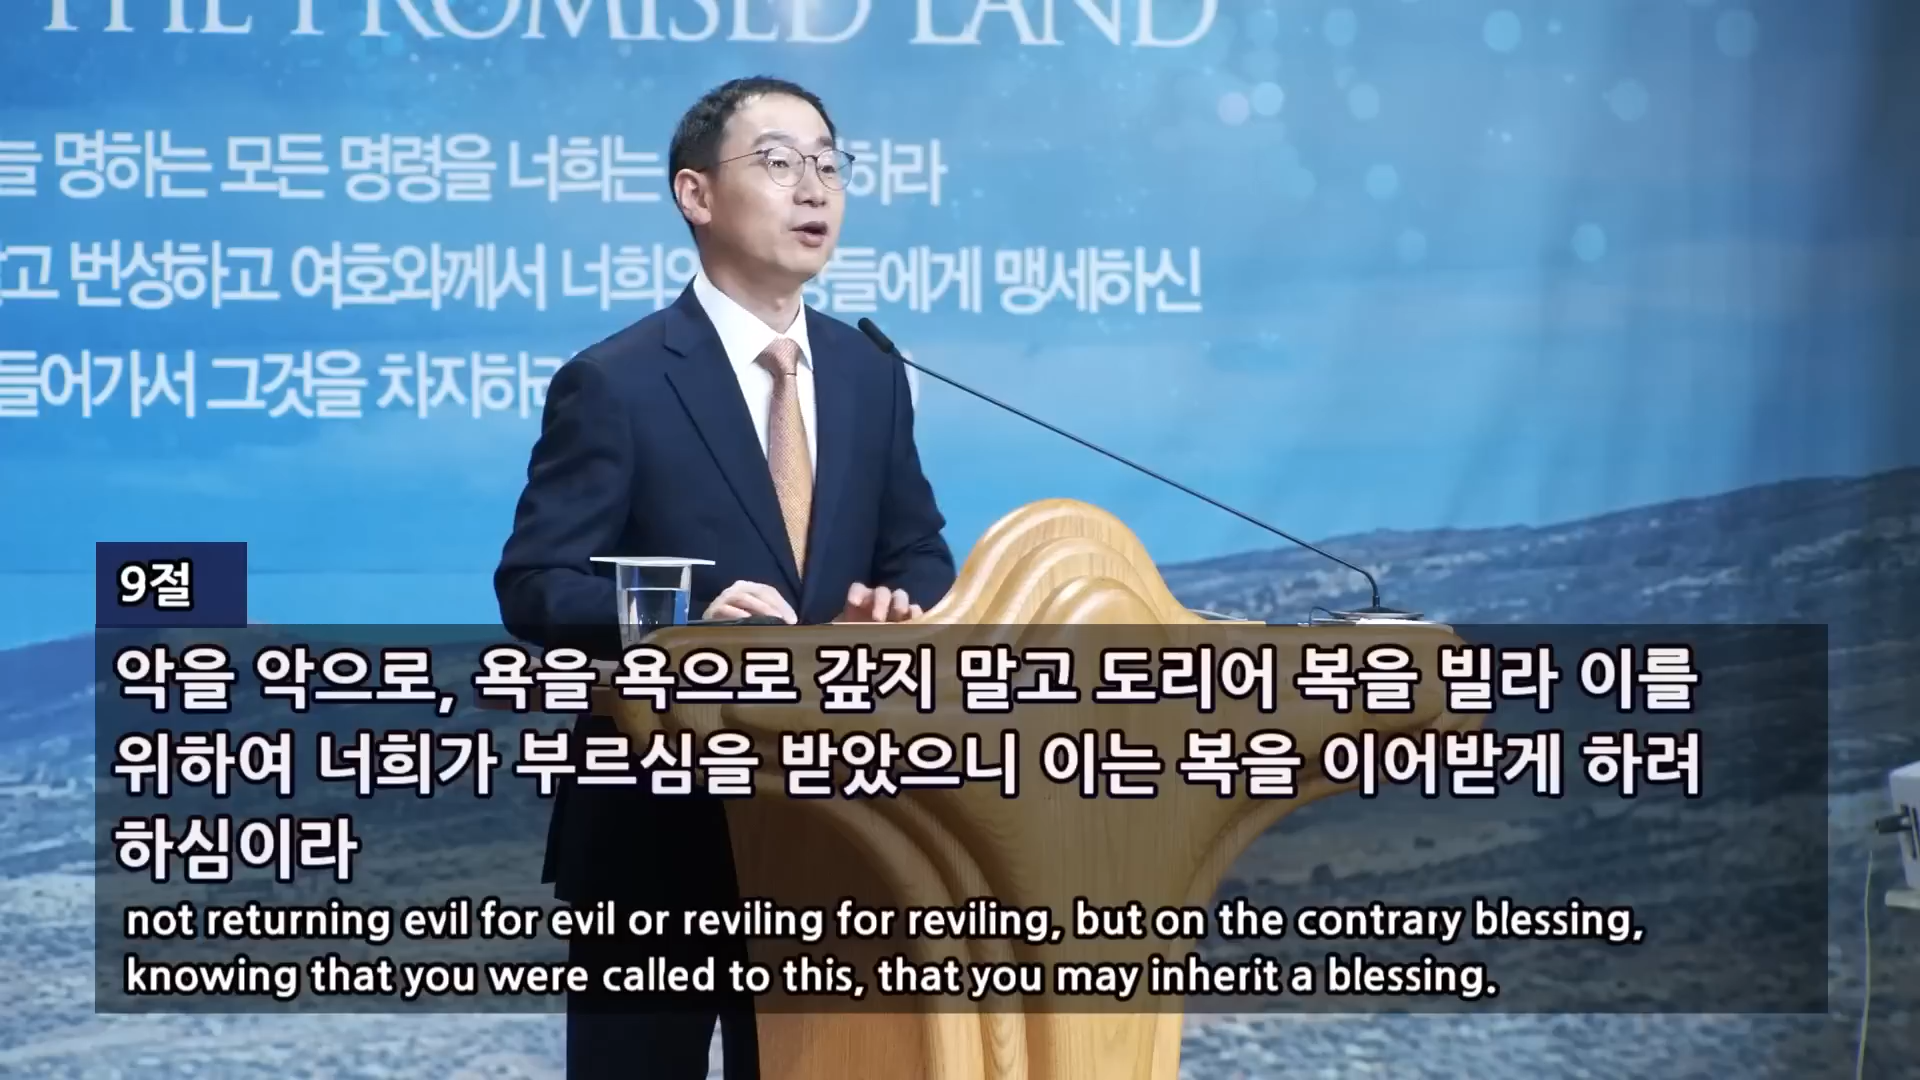 THE PROMISED LAND
명하는 모든 명령을 너희는 하라
번성하고 여호와께서 너희의 들에게 맹세하신
들어가서 그것을 차지하라
9절
악을 악으로, 욕을 욕으로 갚지 말고 도리어 복을 빌라 이를
위하여 너희가 부르심을 받았으니 이는 복을 이어받게 하려
하심이라
not returning evil for evil or reviling for reviling, but on the contrary blessing,
knowing that you were called to this, that you may inherit a blessing.